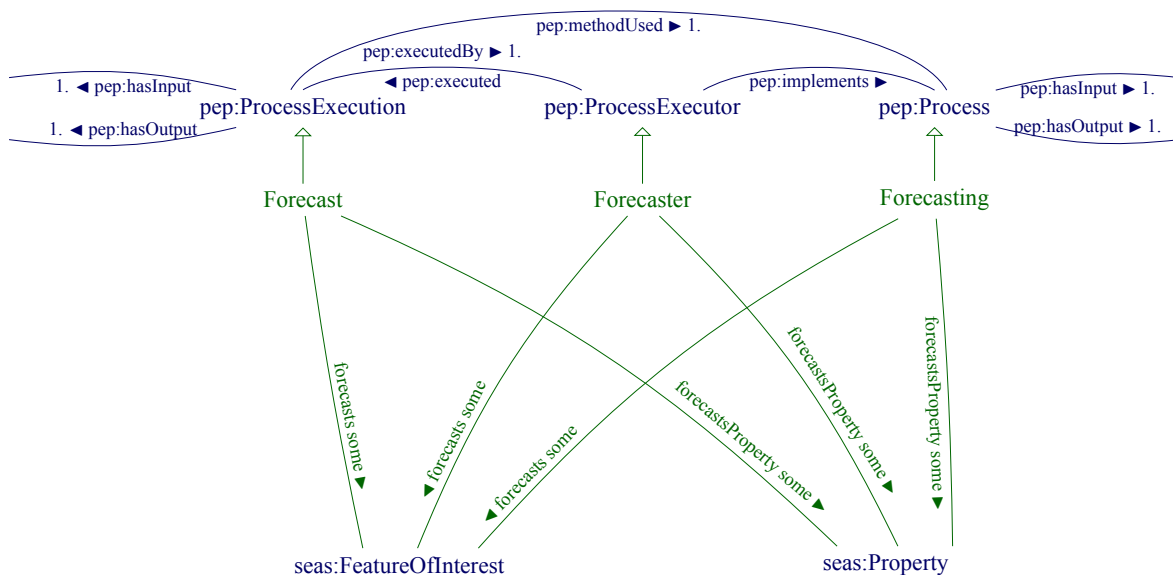 pep:methodUsed ► 1.
pep:executedBy ► 1.
1. ◄ pep:hasInput
◄ pep:executed
pep:implements ►
pep:hasInput ► 1.
pep:ProcessExecution
pep:ProcessExecutor
pep:Process
1. ◄ pep:hasOutput
pep:hasOutput ► 1.
Forecast
Forecaster
Forecasting
forecasts some ►
◄ forecasts some
◄ forecasts some
forecastsProperty some ►
forecastsProperty some ►
forecastsProperty some ►
seas:FeatureOfInterest
seas:Property